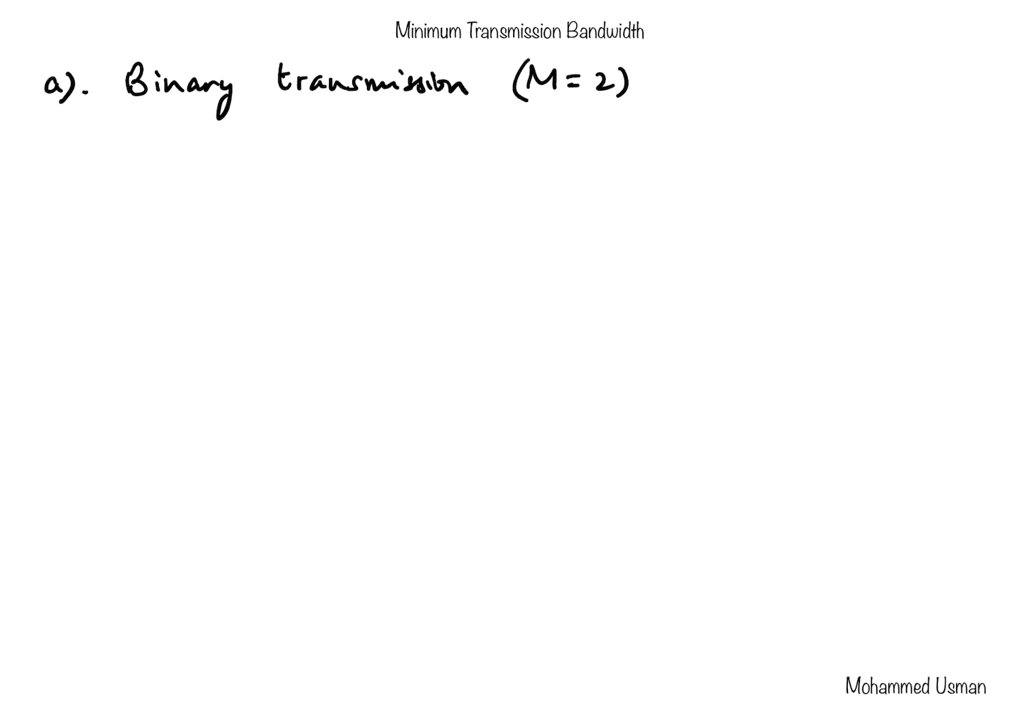 Minimum Transmission Bandwidth
a). Binary transmission (M = 2)
Mohammed Usman